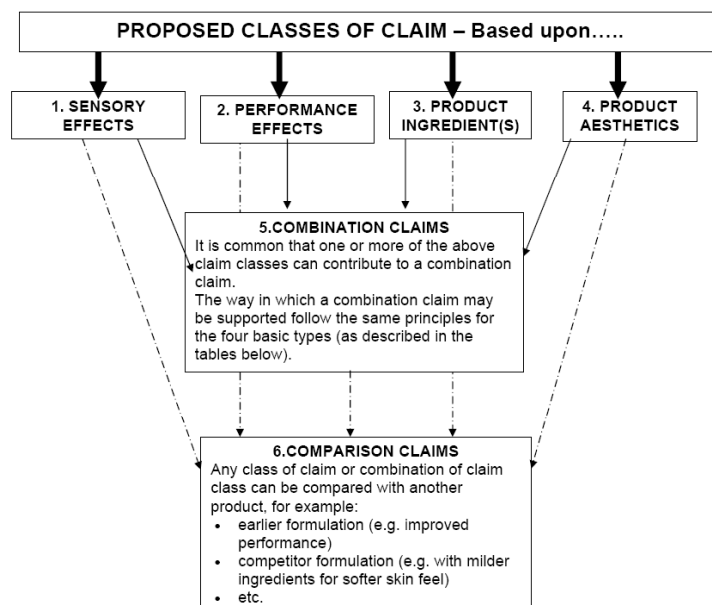 PROPOSED CLASSES OF CLAIM – Based upon…..
1. SENSORY
EFFECTS
2. PERFORMANCE
EFFECTS
3. PRODUCT
INGREDIENT(S)
4. PRODUCT
AESTHETICS
5.COMBINATION CLAIMS
It is common that one or more of the above
claim classes can contribute to a combination
claim.
The way in which a combination claim may
be supported follow the same principles for
the four basic types (as described in the
tables below).
6.COMPARISON CLAIMS
Any class of claim or combination of claim
class can be compared with another
product, for example:
• earlier formulation (e.g. improved
performance)
• competitor formulation (e.g. with milder
ingredients for softer skin feel)
• etc.